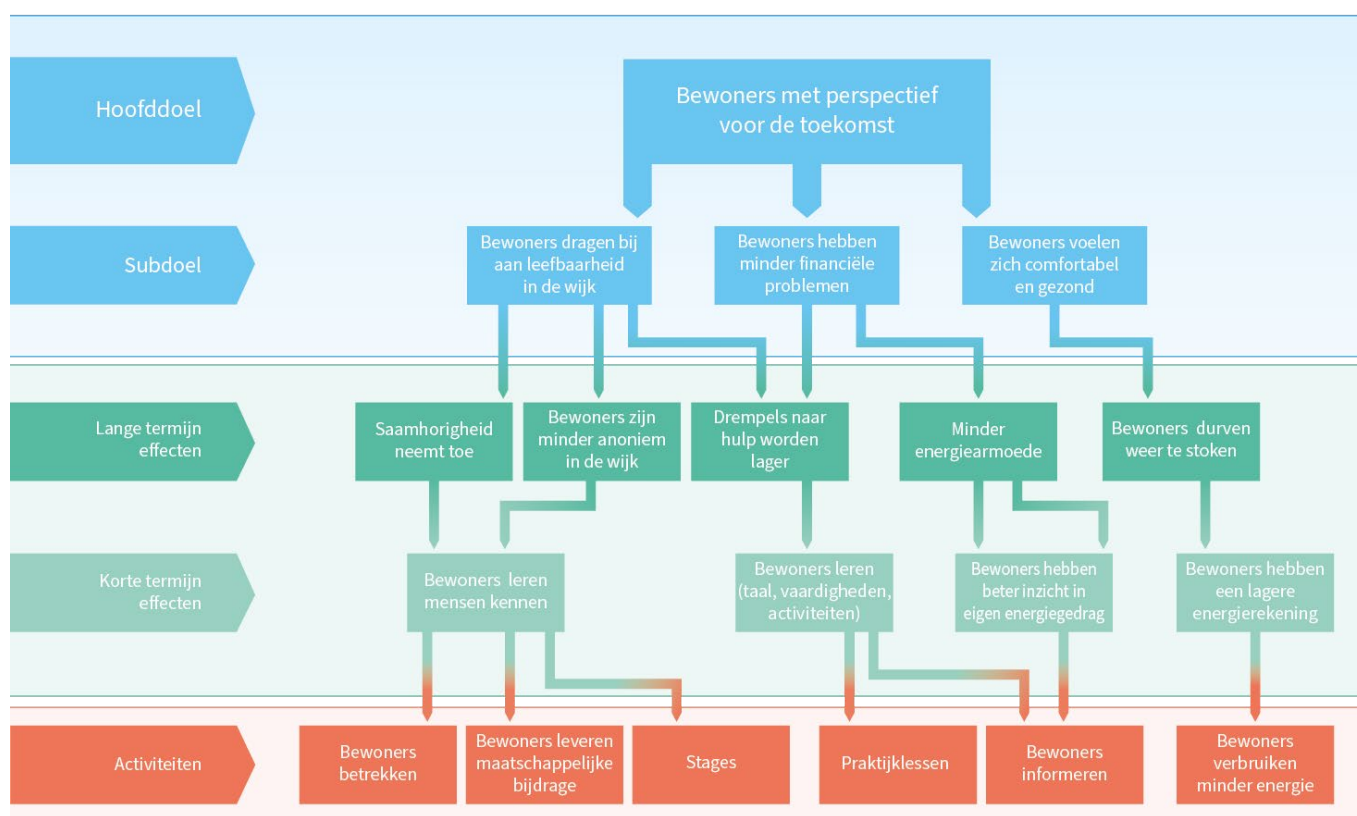 Hoofddoel
Bewoners met perspectief
voor de toekomst
Subdoel
Bewoners dragen bij
aan leefbaarheid
in de wijk
Bewoners hebben
minder financiële
problemen
Bewoners voelen
zich comfortabel
en gezond
Lange termijn
effecten
Saamhorigheid
neemt toe
Bewoners zijn
minder anoniem
in de wijk
Drempels naar
hulp worden
lager
Minder
energiearmoede
Bewoners durven
weer te stoken
Korte termijn
effecten
Bewoners leren
mensen kennen
Bewoners leren
(taal, vaardigheden,
activiteiten)
Bewoners hebben
beter inzicht in
eigen energiegedrag
Bewoners hebben
een lagere
energierekening
Activiteiten
Bewoners
betrekken
Bewoners leveren
maatschappelijke
bijdrage
Stages
Praktijklessen
Bewoners
informeren
Bewoners
verbruiken
minder energie